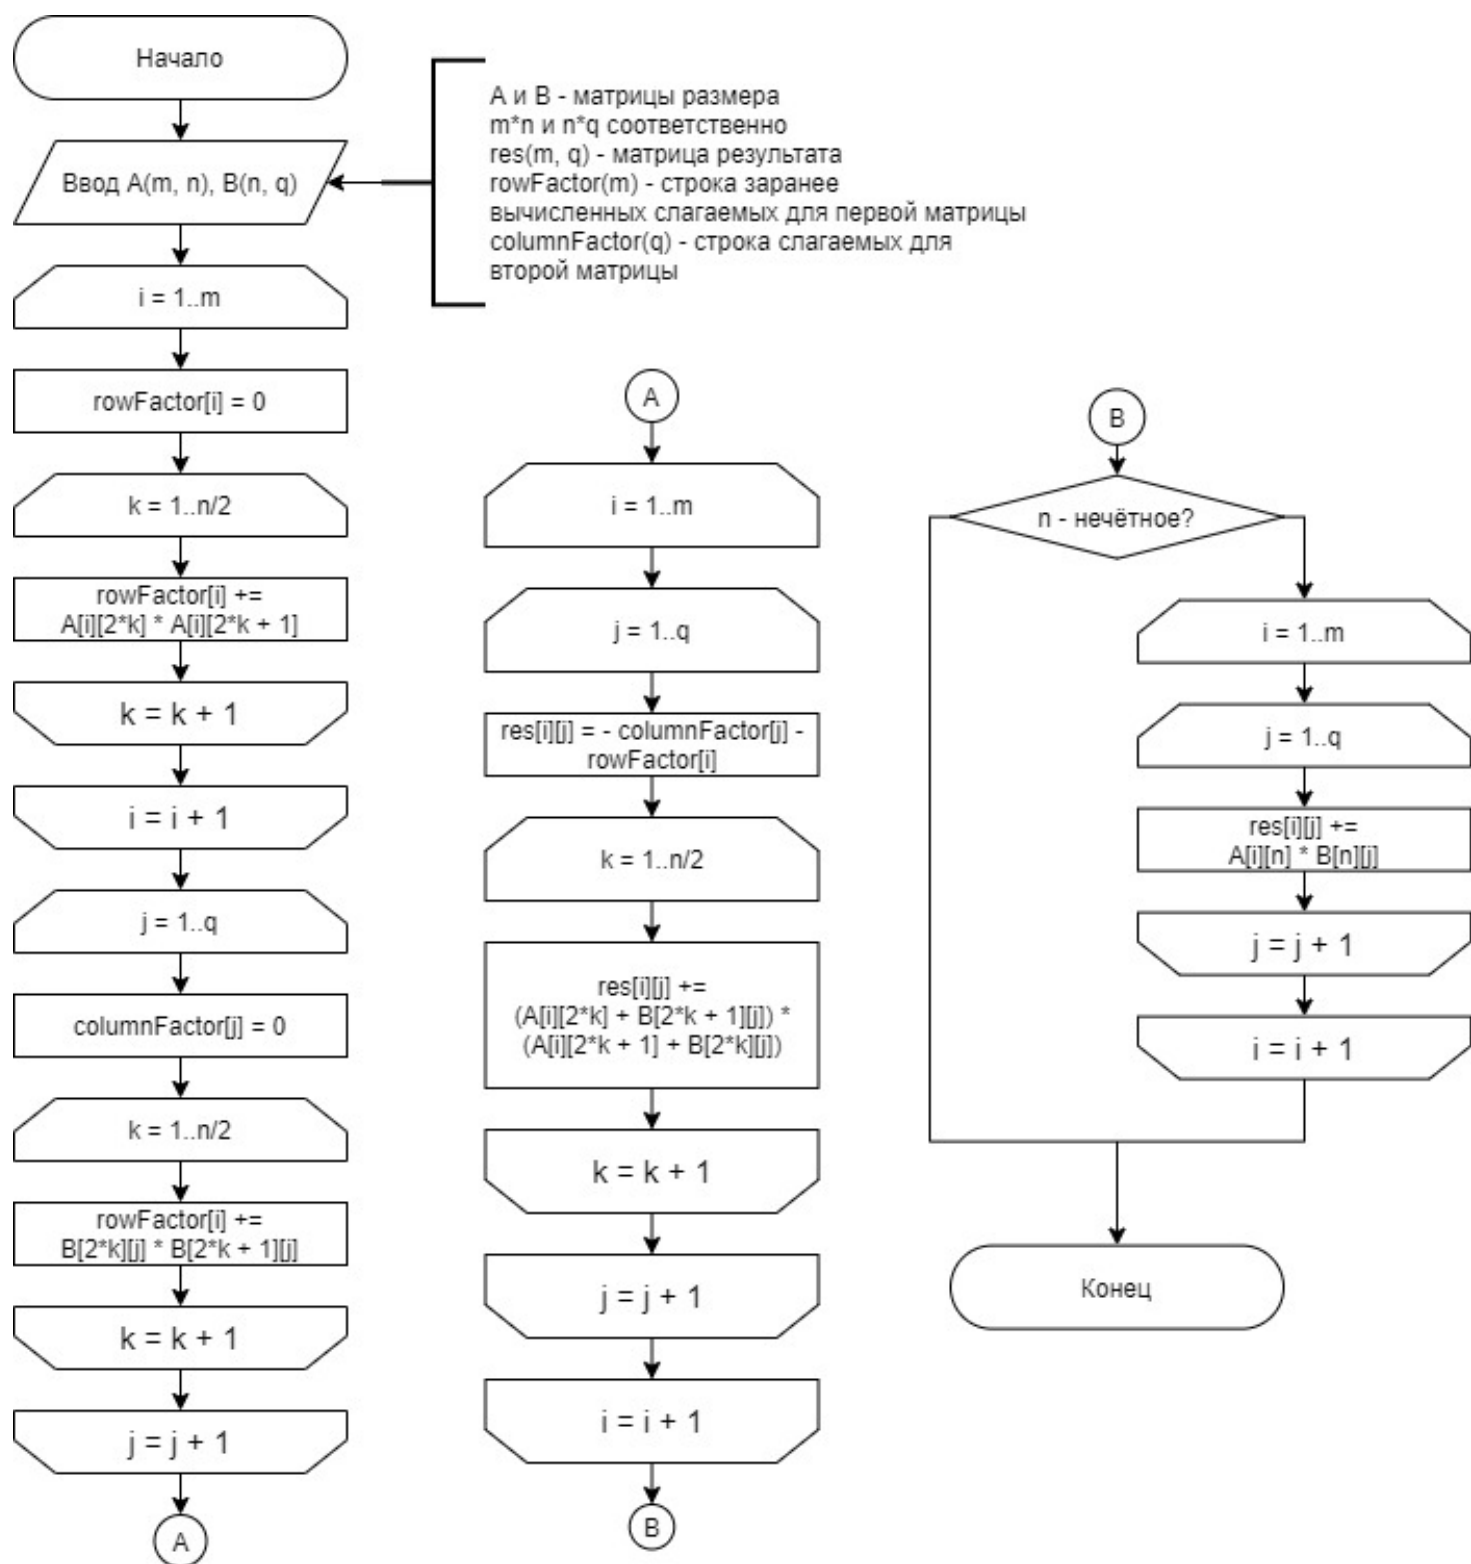 Начало
Ввод A(m, n), B(n, q)
A и B - матрицы размера
m*n и n*q соответственно
res(m, q) - матрица результата
rowFactor(m) - строка заранее
вычисленных слагаемых для первой матрицы
columnFactor(q) - строка слагаемых для
второй матрицы
i = 1..m
rowFactor[i] = 0
k = 1..n/2
rowFactor[i] +=
A[i][2*k] * A[i][2*k + 1]
k = k + 1
i = i + 1
j = 1..q
columnFactor[j] = 0
k = 1..n/2
rowFactor[i] +=
B[2*k][j] * B[2*k + 1][j]
k = k + 1
j = j + 1
A
A
i = 1..m
j = 1..q
res[i][j] = - columnFactor[j] -
rowFactor[i]
k = 1..n/2
res[i][j] +=
(A[i][2*k] + B[2*k + 1][j]) *
(A[i][2*k + 1] + B[2*k][j])
k = k + 1
j = j + 1
i = i + 1
B
B
n - нечётное?
i = 1..m
j = 1..q
res[i][j] +=
A[i][n] * B[n][j]
j = j + 1
i = i + 1
Конец